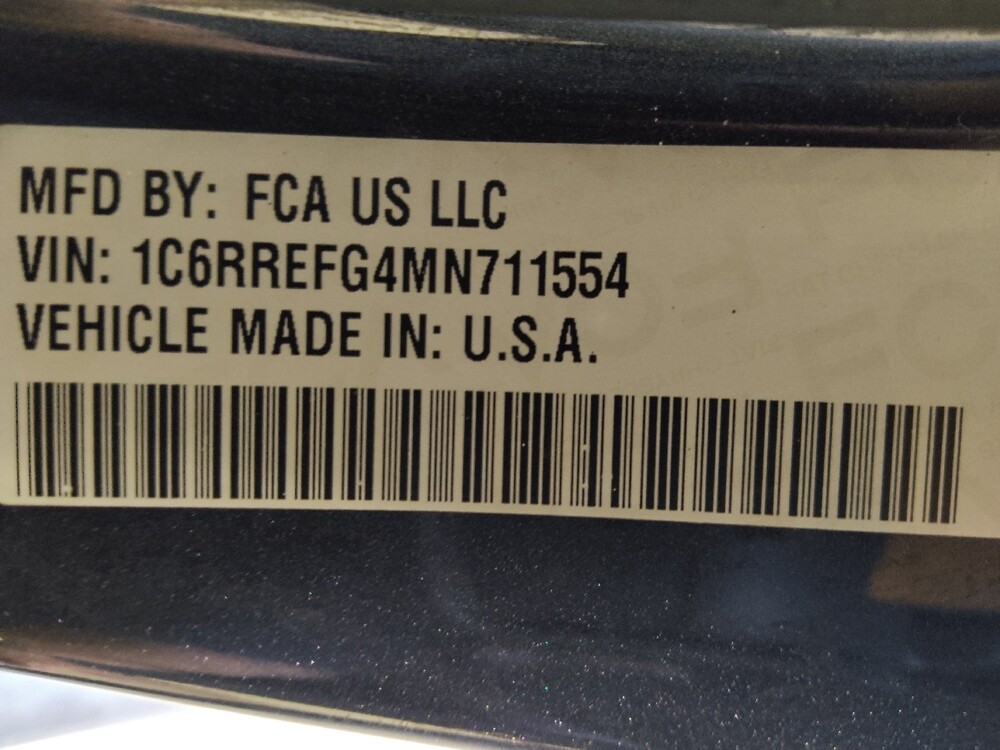 MFD BY: FCA US LLC
VIN: 1C6RREFG4MN711554
VEHICLE MADE IN: U.S.A.